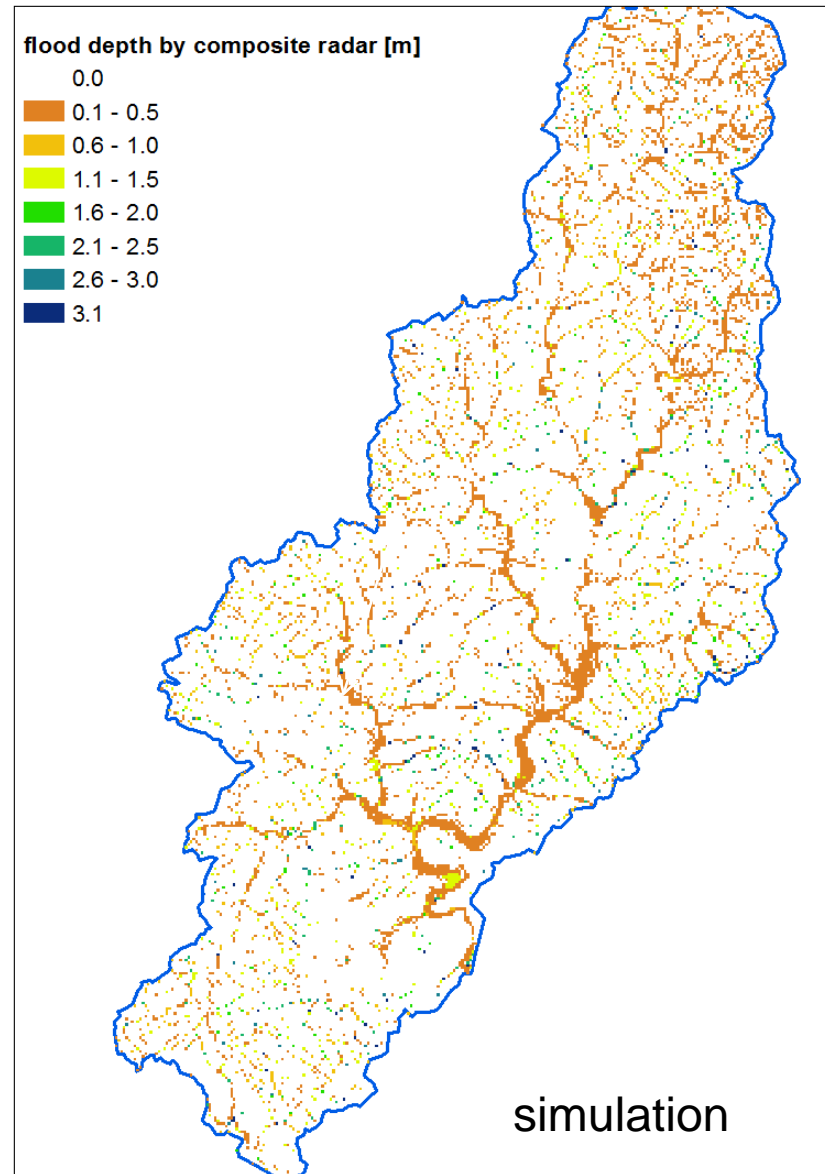 flood depth by composite radar [m]
0.0
0.1 - 0.5
0.6 - 1.0
1.1 - 1.5
1.6 - 2.0
2.1 - 2.5
2.6 - 3.0
3.1
simulation